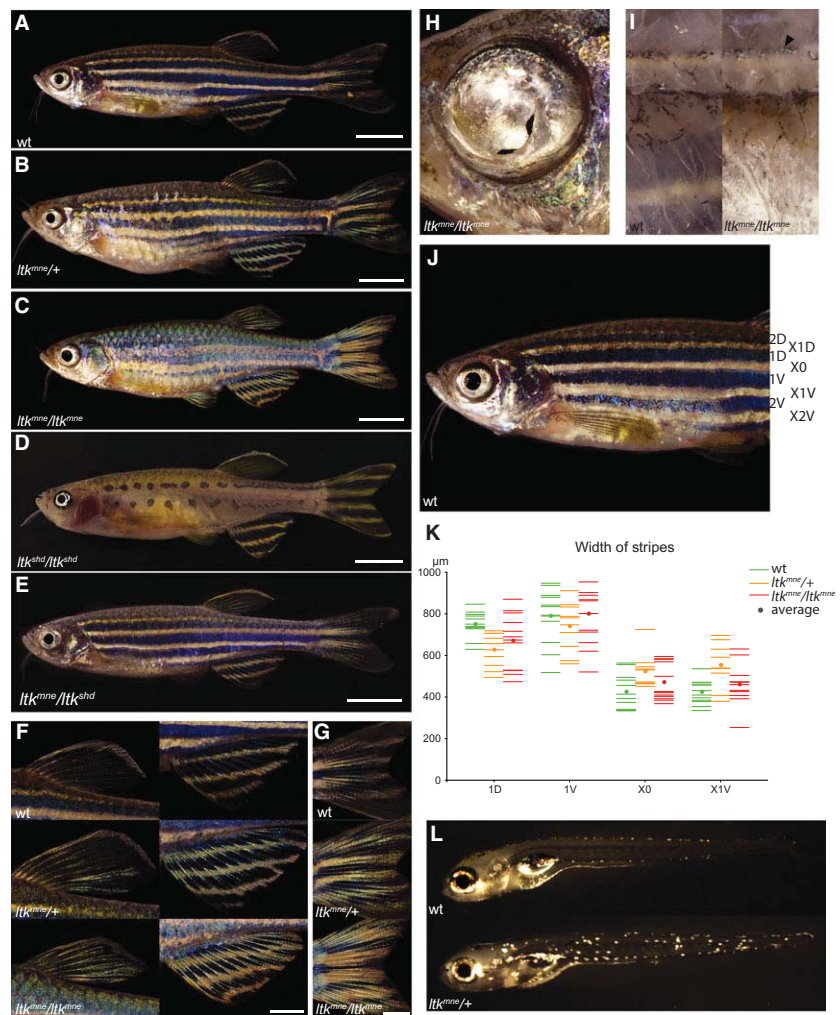 A
wt
B
ltkmne/+
C
ltkmne/ltkmne
D
ltkshd/ltkshd
E
ltkmne/ltkshd
F
wt
ltkmne/+
ltkmne/ltkmne
G
wt
ltkmne/+
ltkmne/ltkmne
H
ltkmne/ltkmne
I
wt
ltkmne/ltkmne
J
2D
X1D
1D
X0
1V
X1V
2V
X2V
wt
K
Width of stripes
µm
1000
800
600
400
200
0
1D 1V X0 X1V
wt
ltkmne/+
ltkmne/ltkmne
average
L
wt
ltkmne/+